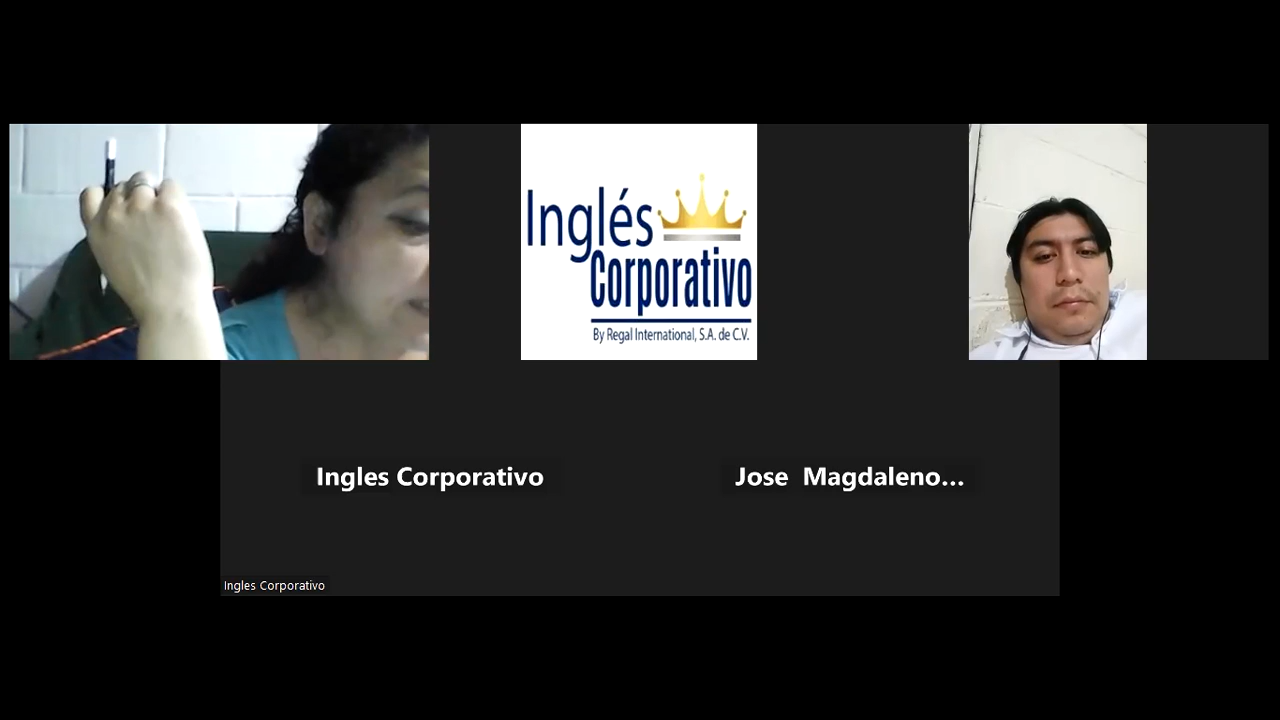 Inglés
Corporativo
By Regal International, S.A. de C.V.
Ingles Corporativo
Jose Magdaleno...
Ingles Corporativo